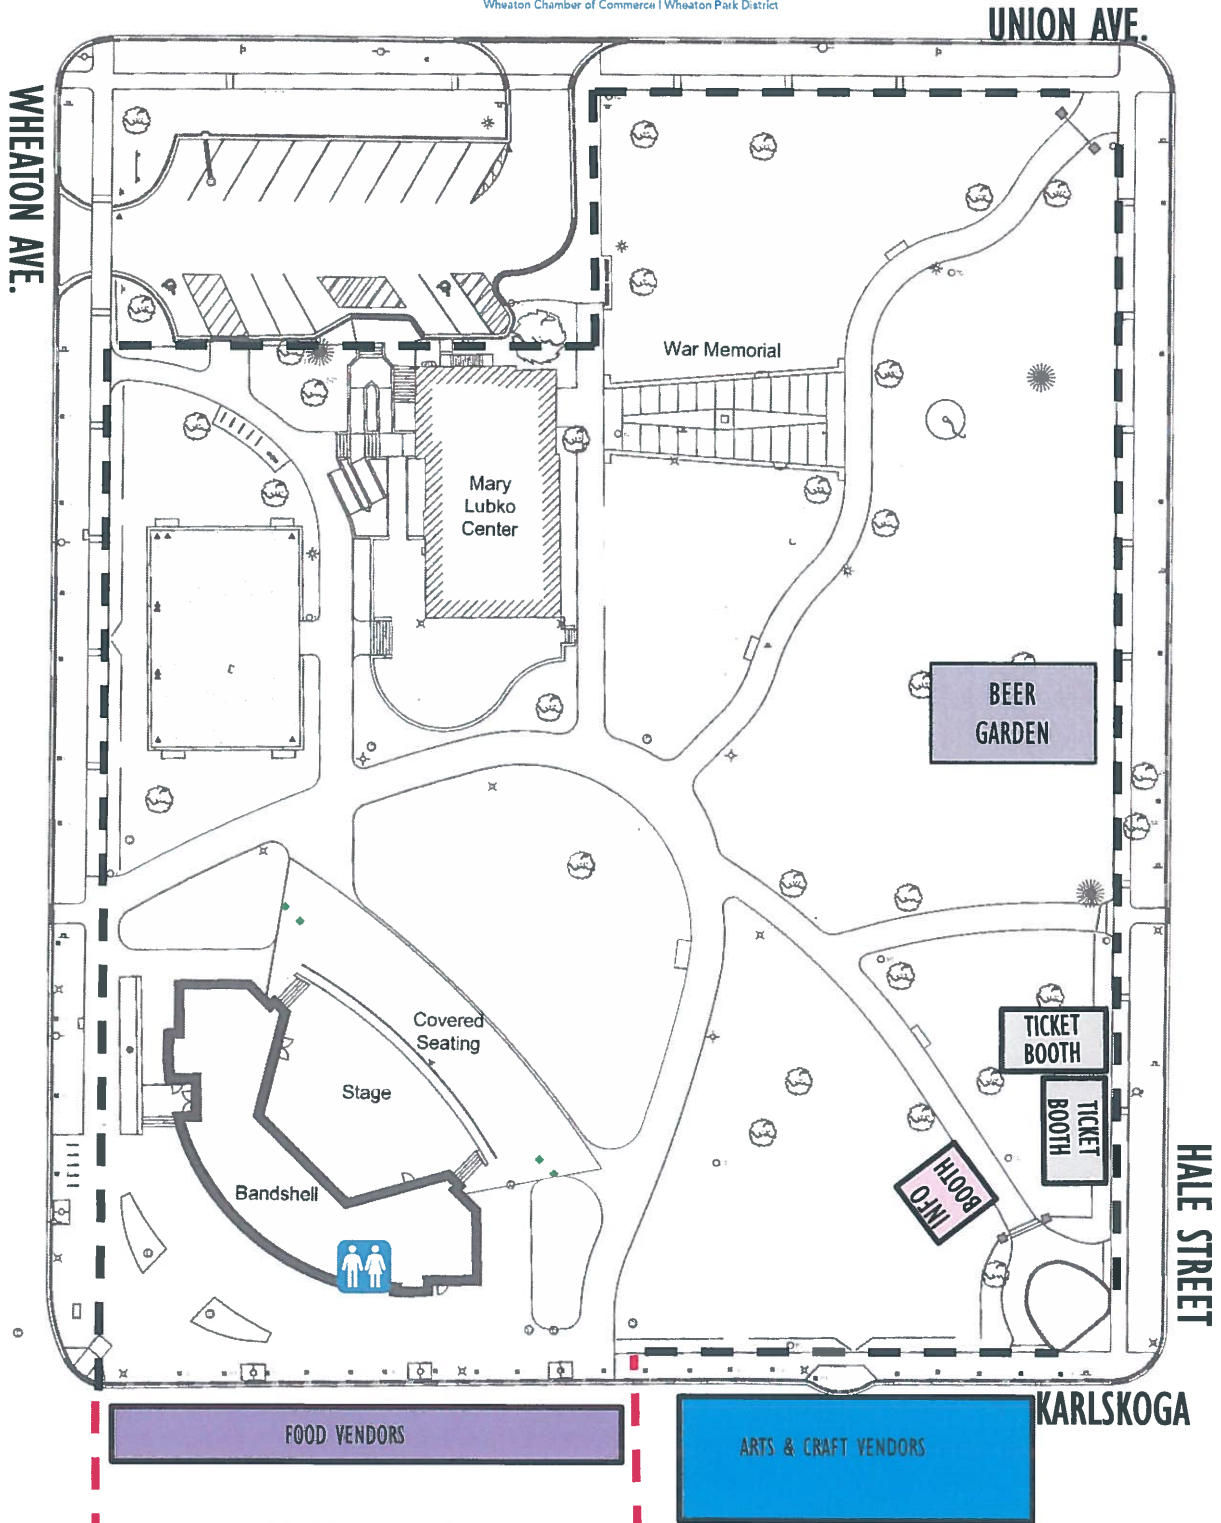 Wheaton Chamber of Commerce | Wheaton Park District
UNION AVE.
WHEATON AVE.
War Memorial
Mary
Lubko
Center
BEER
GARDEN
Covered
Seating
Stage
TICKET
BOOTH
TICKET
BOOTH
INFO
BOOTH
Bandshell
HALE STREET
KARLSKOGA
FOOD VENDORS
ARTS & CRAFT VENDORS